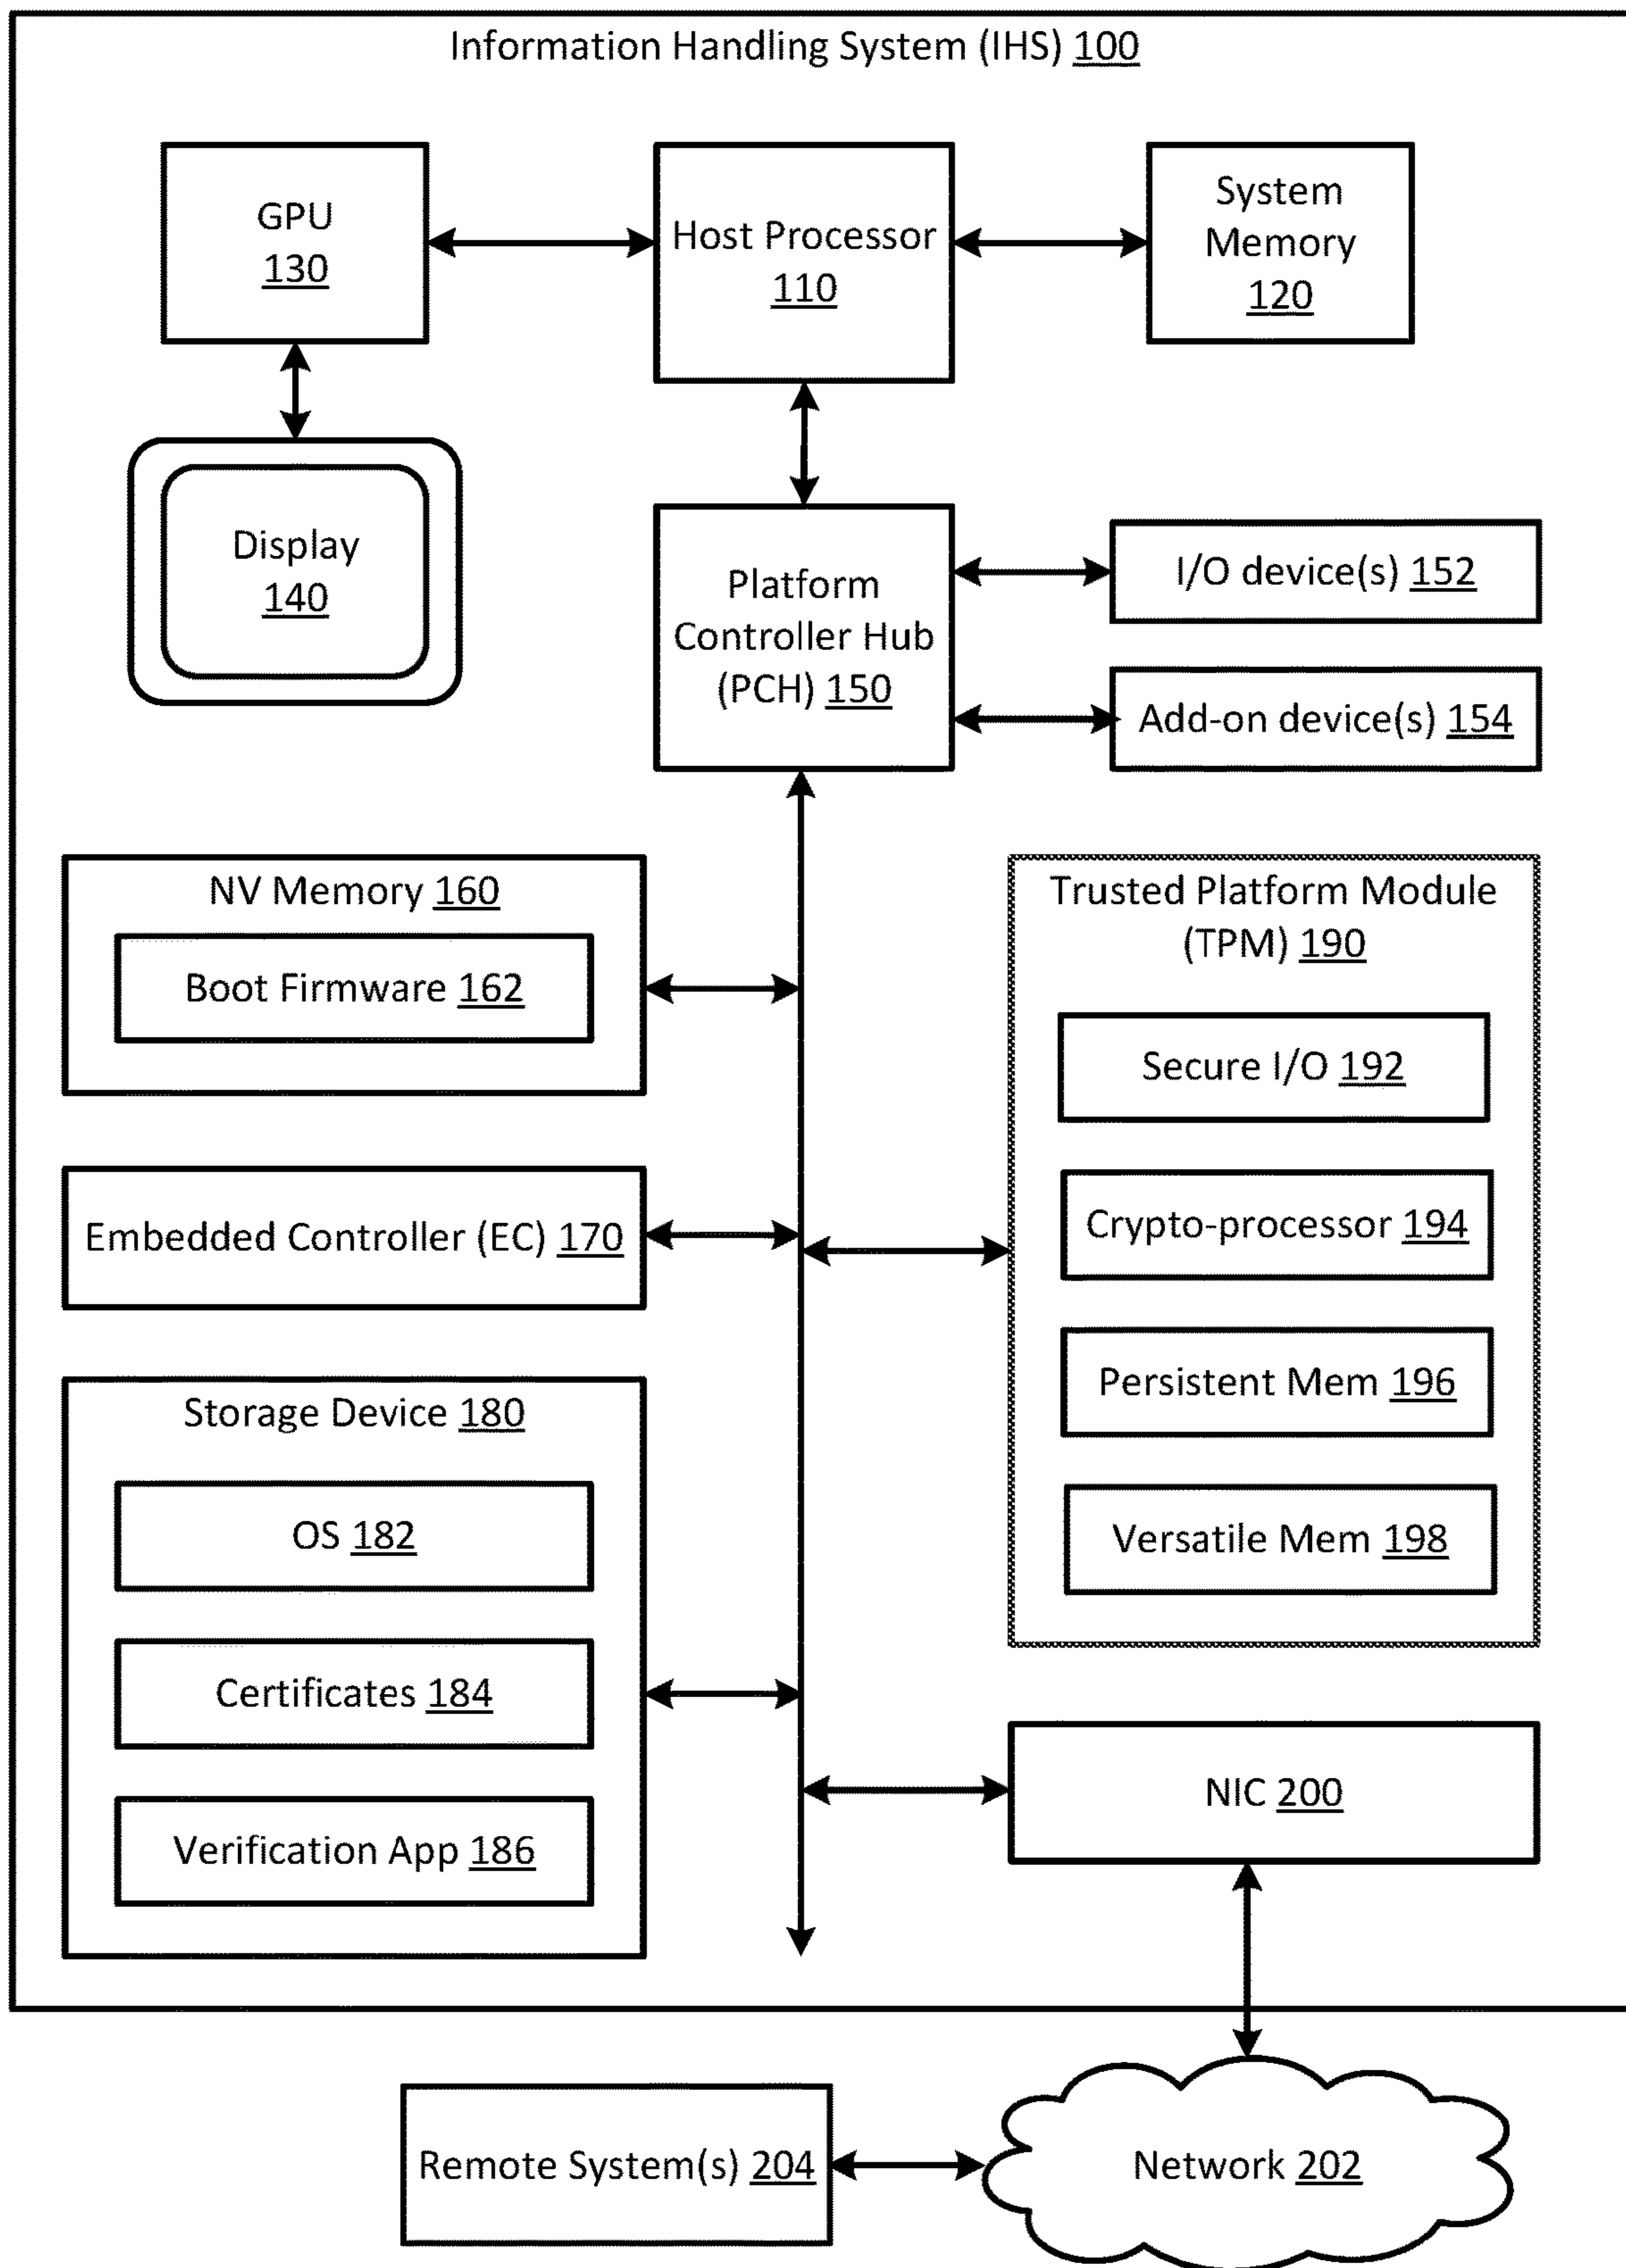 Information Handling System (IHS) 100
GPU
130
Host Processor
110
System
Memory
120
Display
140
Platform
Controller Hub
(PCH) 150
I/O device(s) 152
Add-on device(s) 154
NV Memory 160
Boot Firmware 162
Embedded Controller (EC) 170
Storage Device 180
OS 182
Certificates 184
Verification App 186
Trusted Platform Module
(TPM) 190
Secure I/O 192
Crypto-processor 194
Persistent Mem 196
Versatile Mem 198
NIC 200
Remote System(s) 204
Network 202